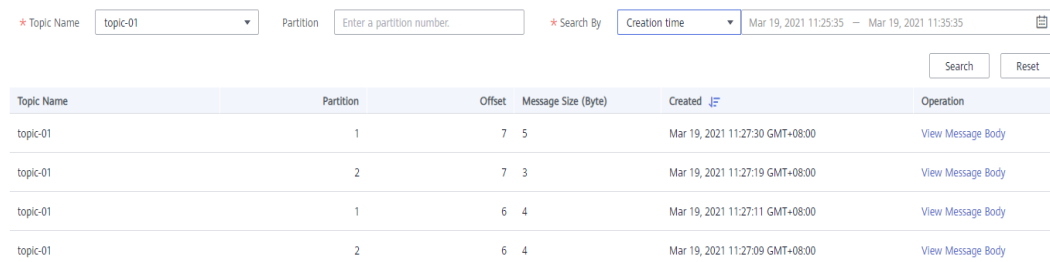 * Topic Name topic-01 Partition Enter a partition number. * Search By Creation time Mar 19, 2021 11:25:35 — Mar 19, 2021 11:35:35
Search Reset
Topic Name Partition Offset Message Size (Byte) Created Operation
topic-01 1 7 5 Mar 19, 2021 11:27:30 GMT+08:00 View Message Body
topic-01 2 7 3 Mar 19, 2021 11:27:19 GMT+08:00 View Message Body
topic-01 1 6 4 Mar 19, 2021 11:27:11 GMT+08:00 View Message Body
topic-01 2 6 4 Mar 19, 2021 11:27:09 GMT+08:00 View Message Body